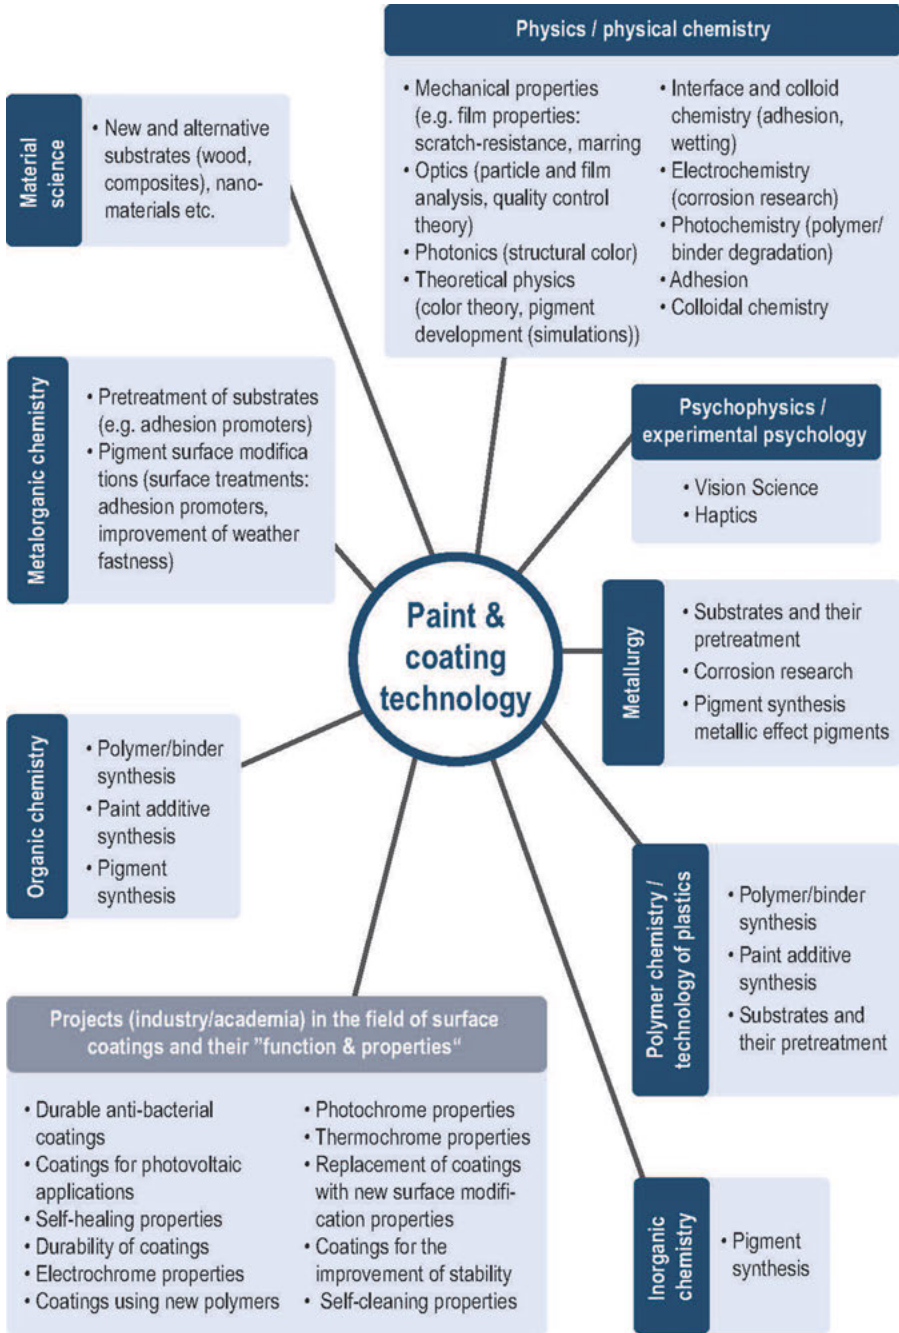 Physics / physical chemistry
• Mechanical properties
(e.g. film properties:
scratch-resistance, marring
• Optics (particle and film
analysis, quality control
theory)
• Photonics (structural color)
• Theoretical physics
(color theory, pigment
development (simulations))
• Interface and colloid
chemistry (adhesion,
wetting)
• Electrochemistry
(corrosion research)
• Photochemistry (polymer/
binder degradation)
• Adhesion
• Colloidal chemistry
Material
science
• New and alternative
substrates (wood,
composites), nano-
materials etc.
Metalorganic chemistry
• Pretreatment of substrates
(e.g. adhesion promoters)
• Pigment surface modifica
tions (surface treatments:
adhesion promoters,
improvement of weather
fastness)
Psychophysics /
experimental psychology
• Vision Science
• Haptics
Paint &
coating
technology
Metallurgy
• Substrates and their
pretreatment
• Corrosion research
• Pigment synthesis
metallic effect pigments
Organic chemistry
• Polymer/binder
synthesis
• Paint additive
synthesis
• Pigment
synthesis
Polymer chemistry /
technology of plastics
• Polymer/binder
synthesis
• Paint additive
synthesis
• Substrates and
their pretreatment
Projects (industry/academia) in the field of surface
coatings and their ”function & properties“
• Durable anti-bacterial
coatings
• Coatings for photovoltaic
applications
• Self-healing properties
• Durability of coatings
• Electrochrome properties
• Coatings using new polymers
• Photochrome properties
• Thermochrome properties
• Replacement of coatings
with new surface modifi-
cation properties
• Coatings for the
improvement of stability
• Self-cleaning properties
Inorganic
chemistry
• Pigment
synthesis